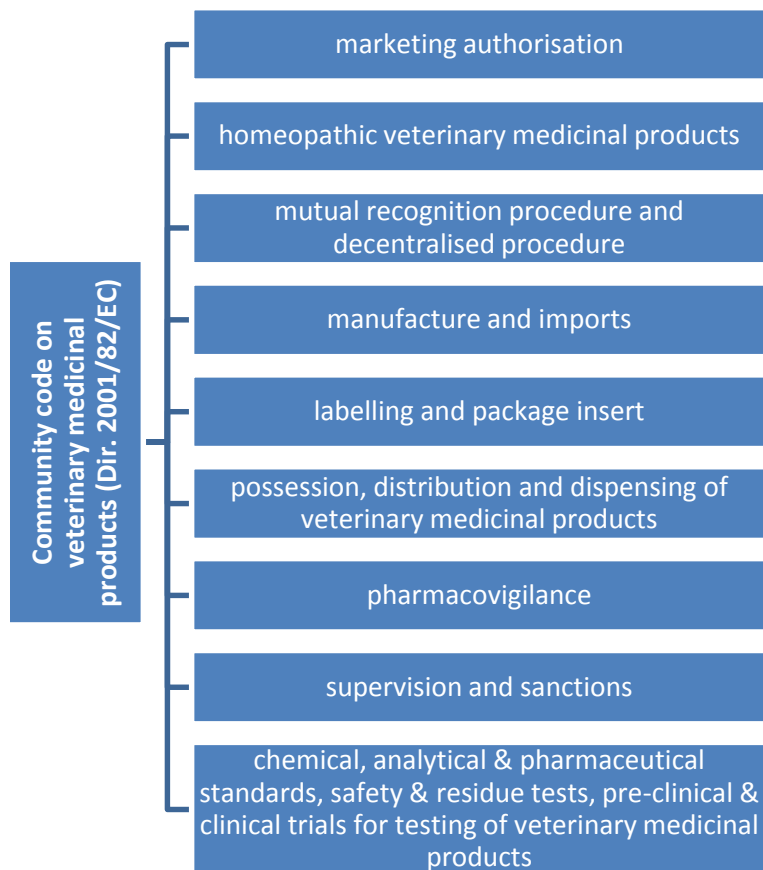 Community code on
veterinary medicinal
products (Dir. 2001/82/EC)
marketing authorisation
homeopathic veterinary medicinal products
mutual recognition procedure and
decentralised procedure
manufacture and imports
labelling and package insert
possession, distribution and dispensing of
veterinary medicinal products
pharmacovigilance
supervision and sanctions
chemical, analytical & pharmaceutical
standards, safety & residue tests, pre-clinical &
clinical trials for testing of veterinary medicinal
products